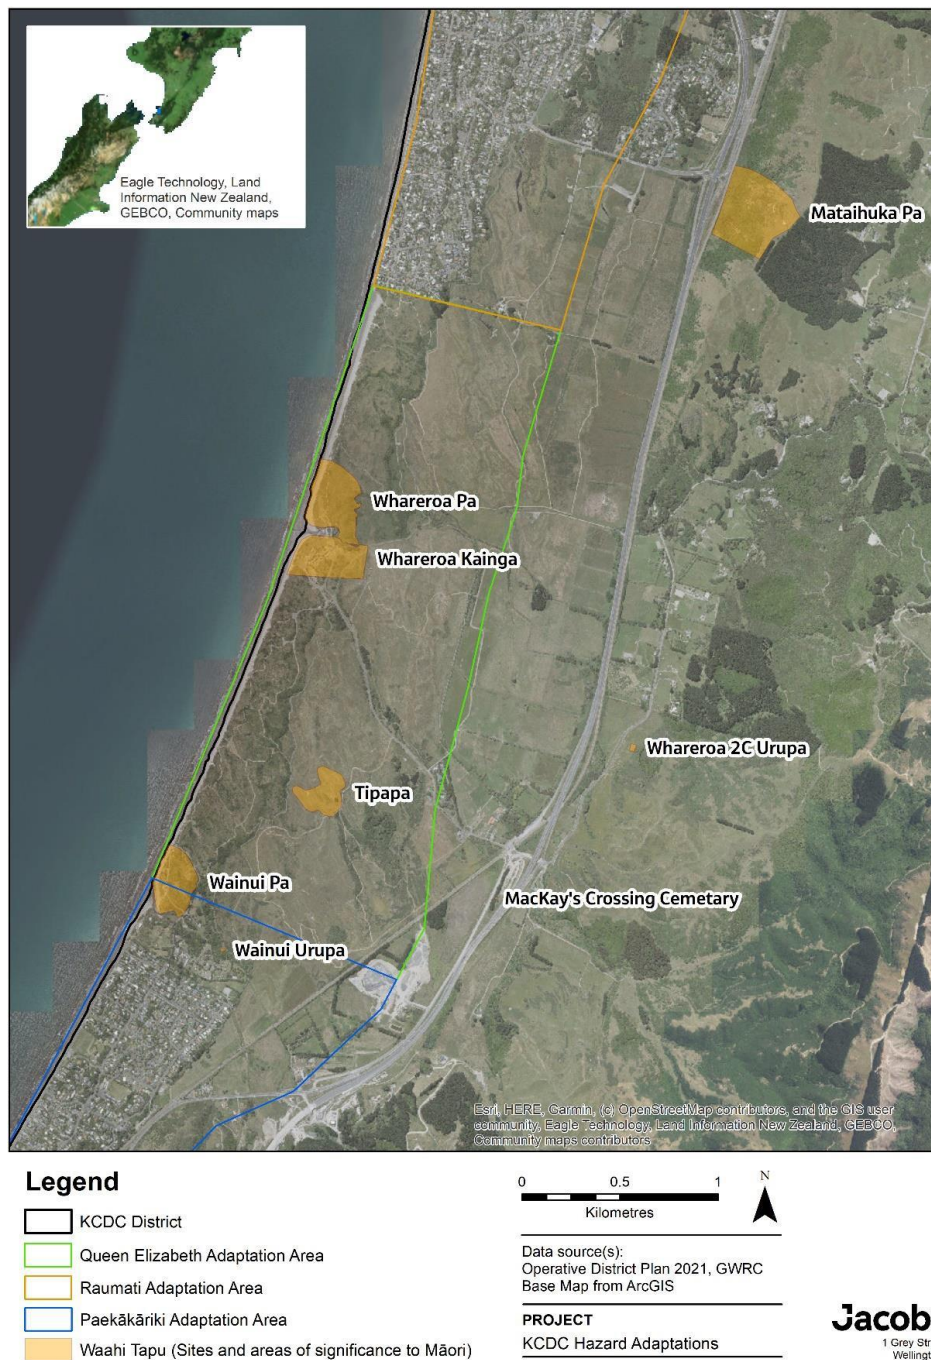 Eagle Technology, Land
Information New Zealand,
GEBCO, Community maps
Mataihuka Pa
Whareroa Pa
Whareroa Kainga
Whareroa 2C Urupa
Tipapa
Wainui Pa
MacKay's Crossing Cemetary
Wainui Urupa
Esri, HERE, Garmin, (c) OpenStreetMap contributors, and the GIS user
community, Eagle Technology, Land Information New Zealand, GEBCO,
Community maps contributors
Legend
KCDC District
Queen Elizabeth Adaptation Area
Raumati Adaptation Area
Paekākāriki Adaptation Area
Waahi Tapu (Sites and areas of significance to Māori)
0 0.5 1
Kilometres
N
Data source(s):
Operative District Plan 2021, GWRC
Base Map from ArcGIS
PROJECT
KCDC Hazard Adaptations
Jacob
1 Grey Str
Wellingt